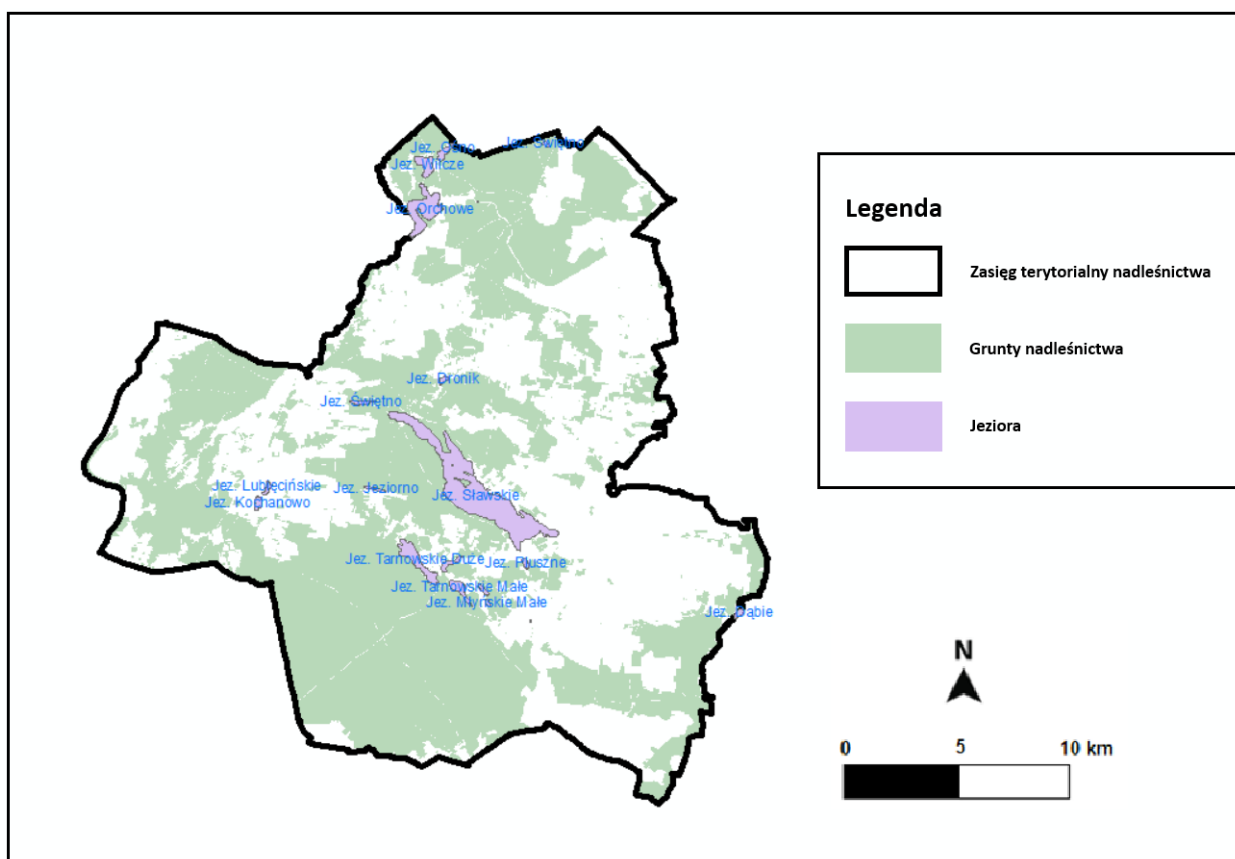 Jez. Świętno
Jez. Wilcze
Jez. Orchowe
Legenda
Zasięg terytorialny nadleśnictwa
Grunty nadleśnictwa
Jez. Dronik
Jez. Świętno
Jeziora
Jez. Lubięcińskie
Jez. Jeziorno
Jez. Sławskie
Jez. Kochanowo
Jez. Tarnowskie Duże
Jez. Pluszne
Jez. Tarnowskie Małe
Jez. Młyńskie Małe
Jez. Dąbie
N
0 5 10 km